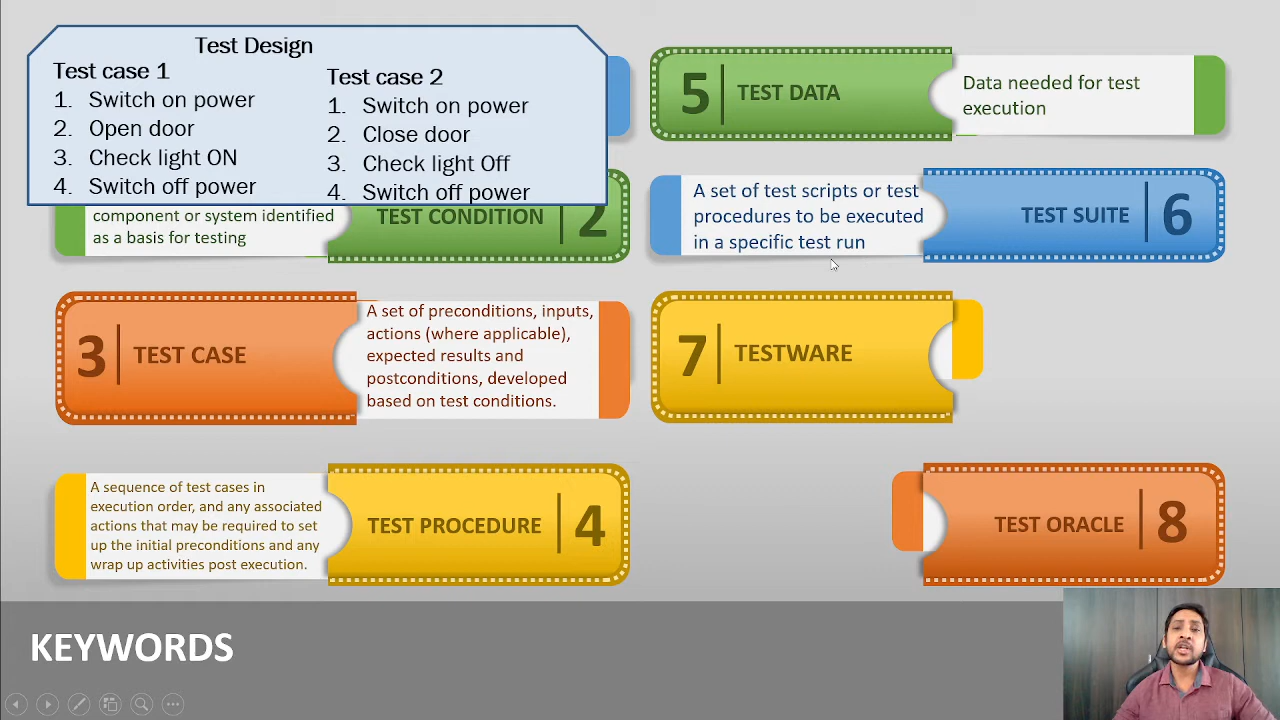 Test Design
Test case 1
1. Switch on power
2. Open door
3. Check light ON
4. Switch off power
Test case 2
1. Switch on power
2. Close door
3. Check light Off
4. Switch off power
component or system identified
as a basis for testing
TEST CONDITION
2
3
TEST CASE
A set of preconditions, inputs,
actions (where applicable),
expected results and
postconditions, developed
based on test conditions.
A sequence of test cases in
execution order, and any associated
actions that may be required to set
up the initial preconditions and any
wrap up activities post execution.
TEST PROCEDURE
4
5
TEST DATA
Data needed for test
execution
A set of test scripts or test
procedures to be executed
in a specific test run
TEST SUITE
6
7
TESTWARE
TEST ORACLE
8
KEYWORDS